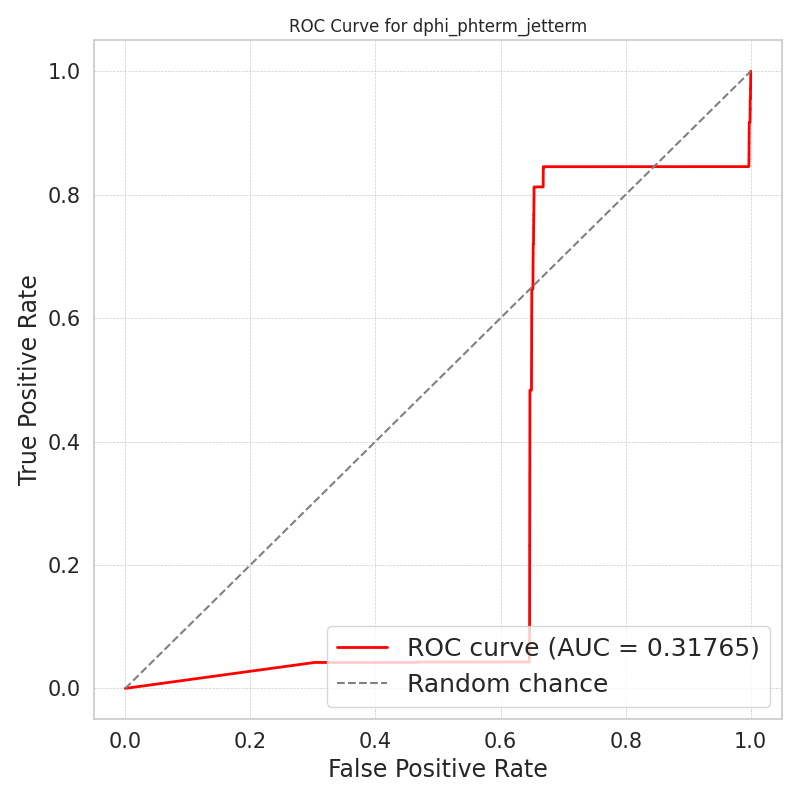 ROC Curve for dphi_phterm_jetterm
True Positive Rate
1.0
0.8
0.6
0.4
0.2
0.0
ROC curve (AUC = 0.31765)
Random chance
0.0 0.2 0.4 0.6 0.8 1.0
False Positive Rate